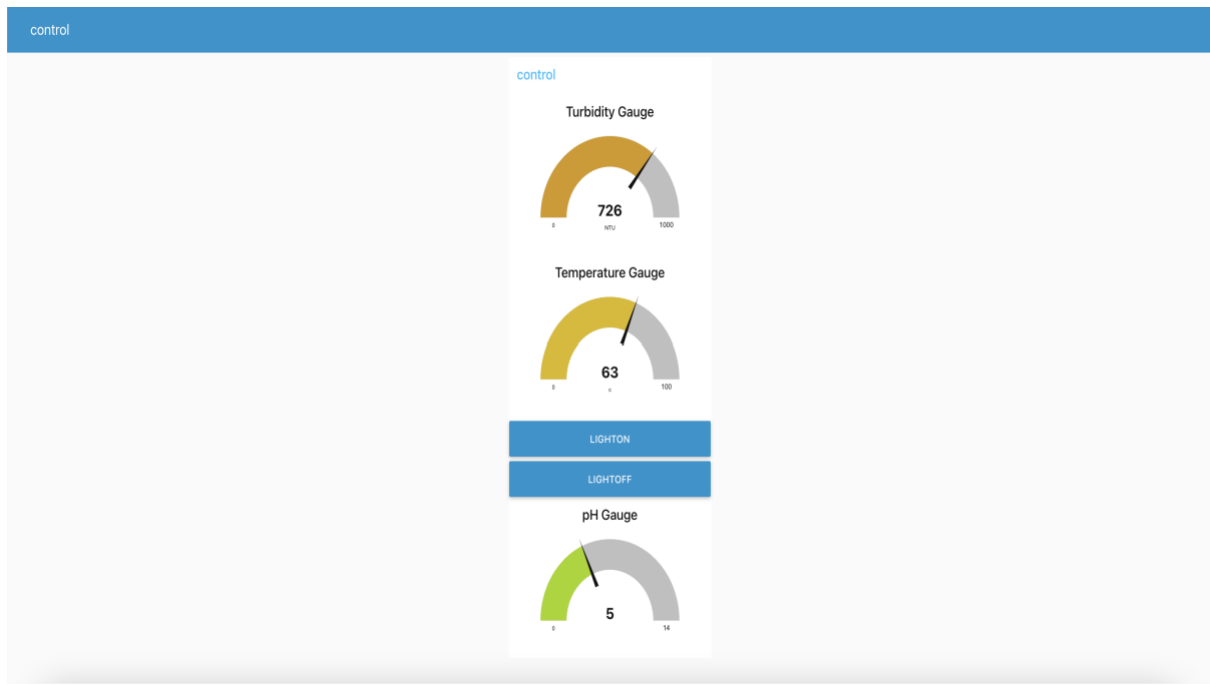 control
control
Turbidity Gauge
726
NTU
0 1000
Temperature Gauge
63
c
0 100
LIGHTON
LIGHTOFF
pH Gauge
5
0 14